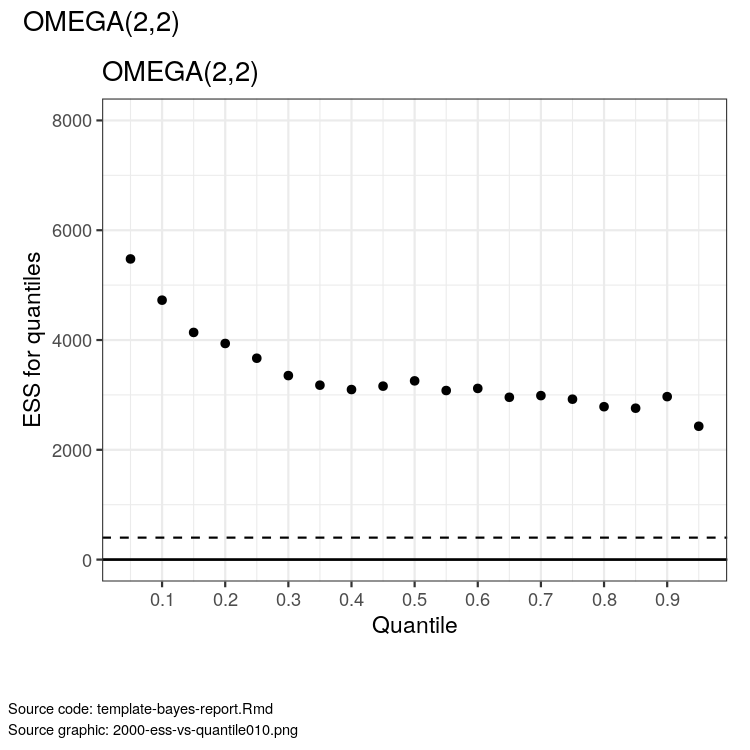 OMEGA(2,2)
OMEGA(2,2)
8000
6000
4000
2000
0
ESS for quantiles
0.1 0.2 0.3 0.4 0.5 0.6 0.7 0.8 0.9
Quantile
Source code: template-bayes-report.Rmd
Source graphic: 2000-ess-vs-quantile010.png